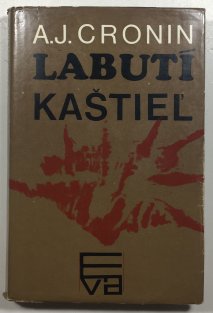 A.J. CRONIN
LABUTÍ
KAŠTIEĽ
Eva